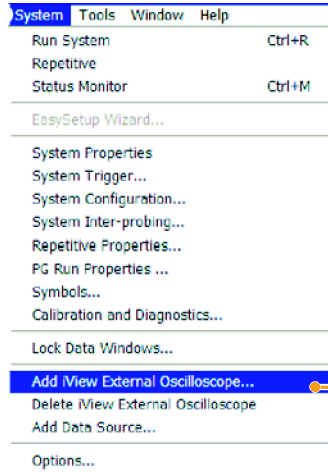 System Tools Window Help
Run System Ctrl+R
Repetitive
Status Monitor Ctrl+M
EasySetup Wizard...
System Properties
System Trigger...
System Configuration...
System Inter-probing...
Repetitive Properties...
PG Run Properties ...
Symbols...
Calibration and Diagnostics...
Lock Data Windows...
Add iView External Oscilloscope...
Delete iView External Oscilloscope
Add Data Source...
Options...